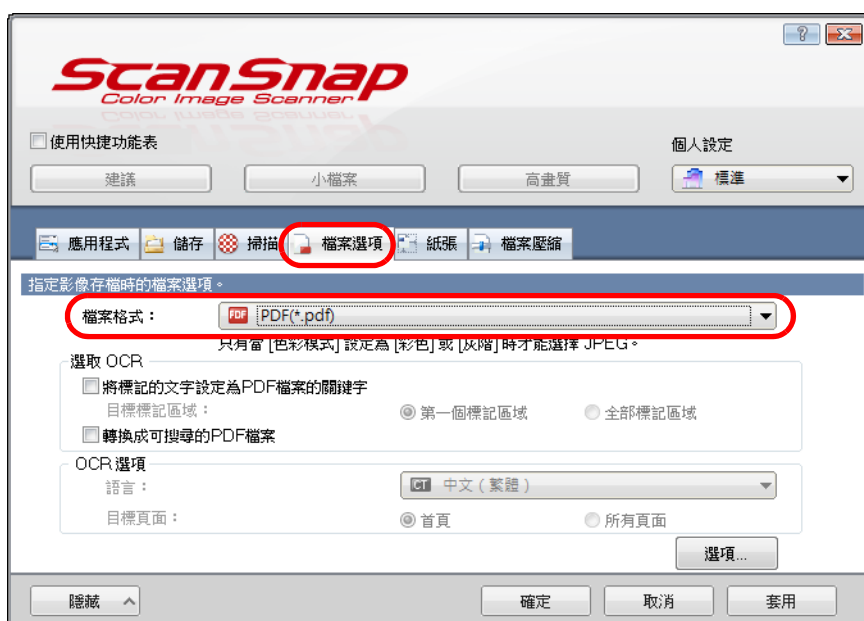 ScanSnap
Color Image Scanner
使用快捷功能表
個人設定
建議 小檔案 高畫質 標準
應用程式 儲存 掃描 檔案選項 紙張 檔案壓縮
指定影像存檔時的檔案選項。
檔案格式： PDF PDF(*.pdf)
只有當 [色彩模式] 設定為 [彩色] 或 [灰階] 時才能選擇 JPEG。
選取 OCR
將標記的文字設定為PDF檔案的關鍵字
目標標記區域： 第一個標記區域 全部標記區域
轉換成可搜尋的PDF檔案
OCR 選項
語言： CT 中文 ( 繁體 )
目標頁面： 首頁 所有頁面
選項...
隱藏 確定 取消 套用